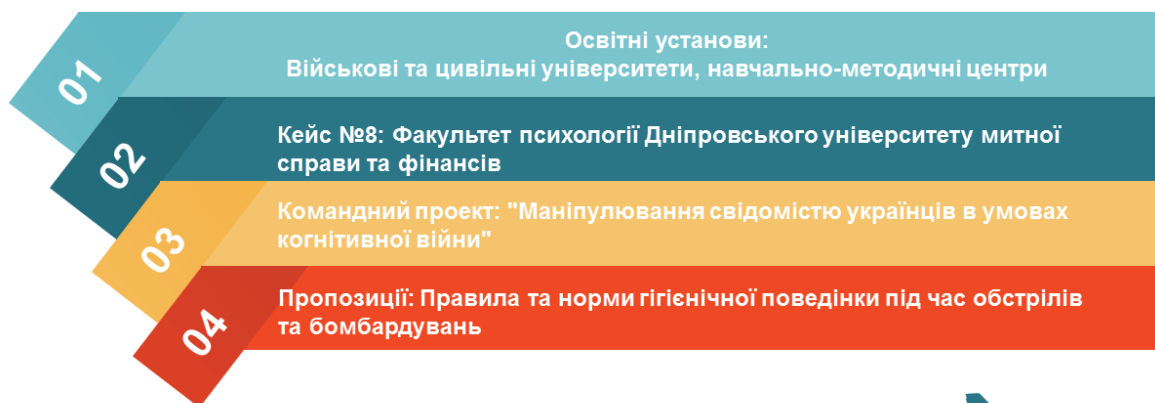 01
Освітні установи:
Військові та цивільні університети, навчально-методичні центри
02
Кейс №8: Факультет психології Дніпровського університету митної
справи та фінансів
03
Командний проект: "Маніпулювання свідомістю українців в умовах
когнітивної війни"
04
Пропозиції: Правила та норми гігієнічної поведінки під час обстрілів
та бомбардувань